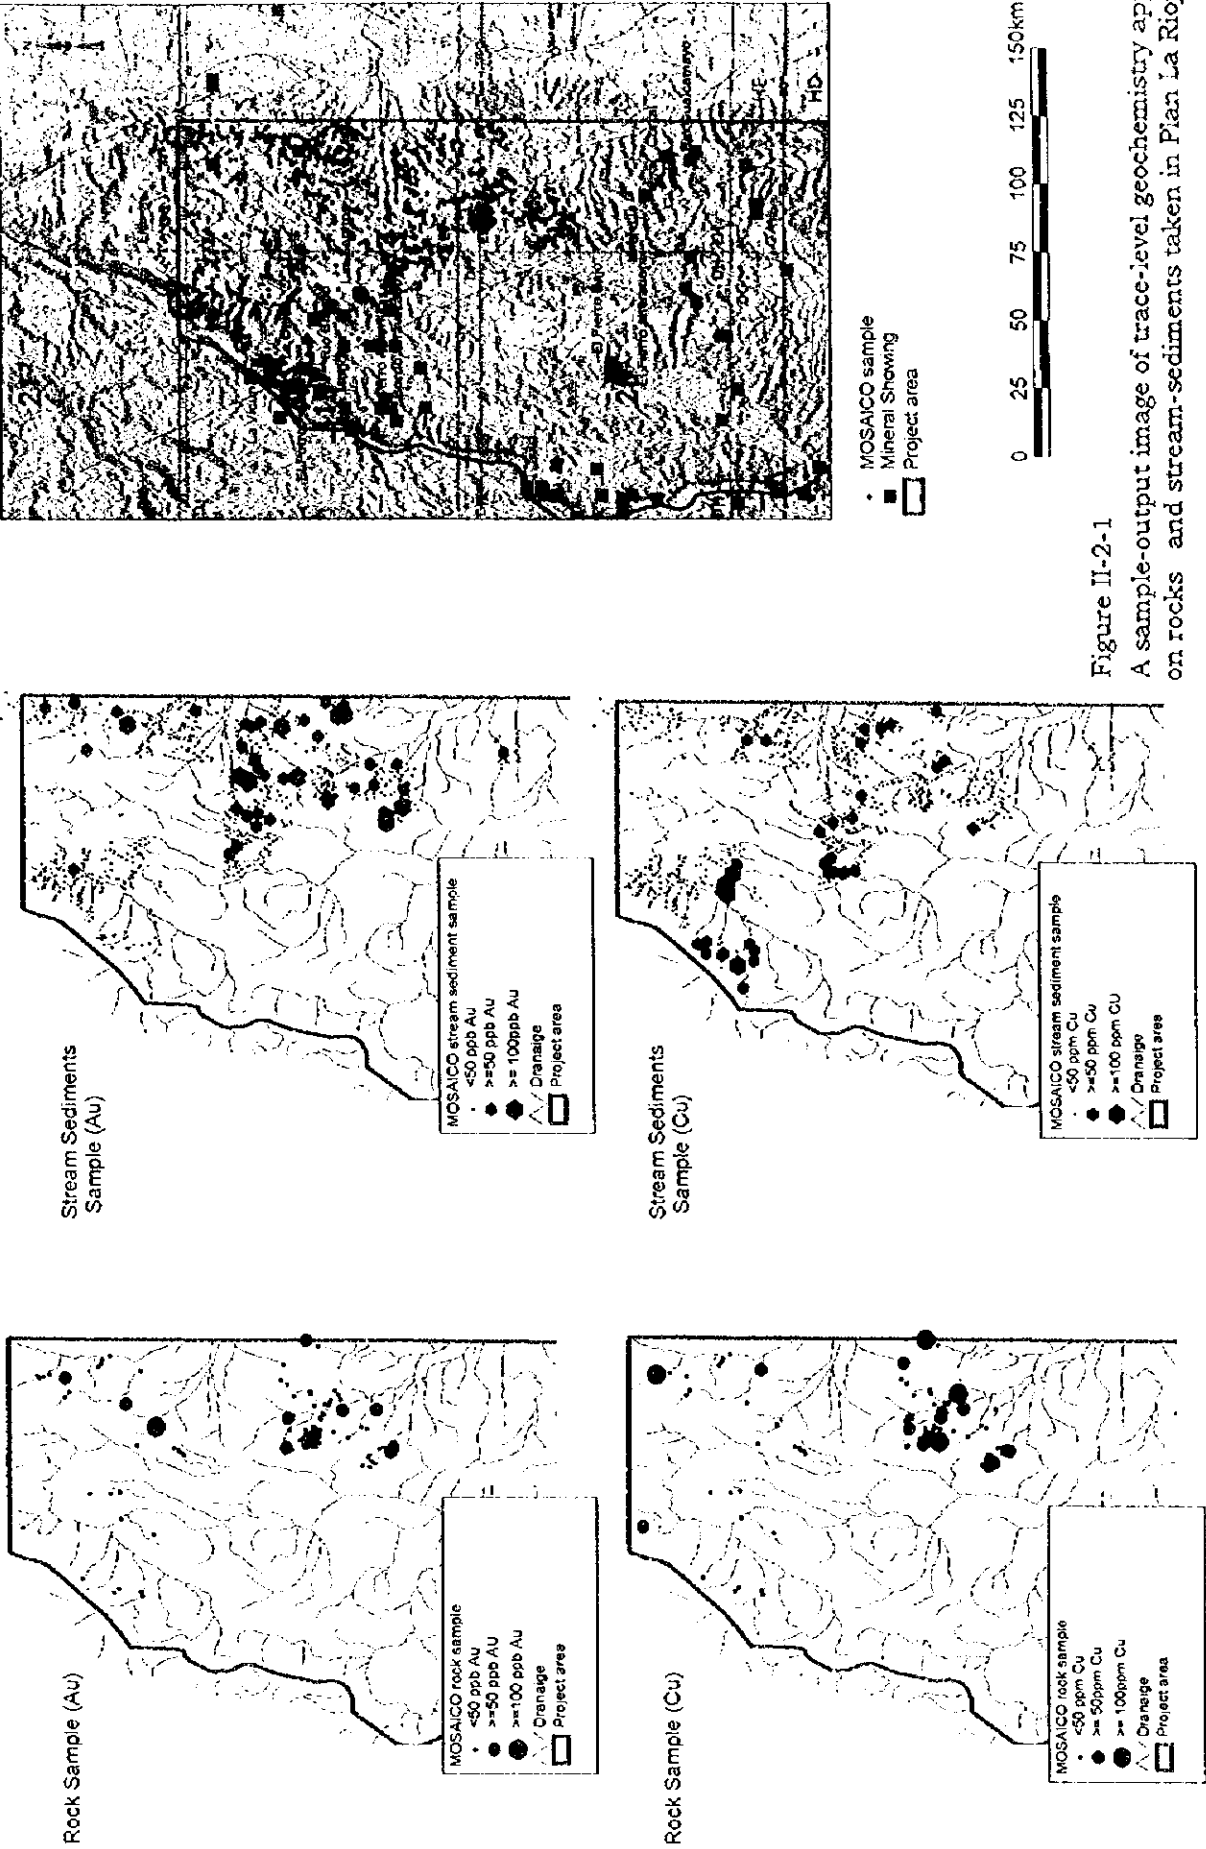 Rock Sample (Au)
MOSAICO rock sample
<50 ppb Au
>=50 ppb Au
>=100 ppb Au
Dranaige
Project area
Stream Sediments
Sample (Au)
MOSAICO stream sediment sample
<50 ppb Au
>=50 ppb Au
>= 100ppb Au
Dranaige
Project area
Rock Sample (Cu)
MOSAICO rock sample
<50 ppm Cu
>= 50ppm Cu
>= 100ppm Cu
Dranaige
Project area
Stream Sediments
Sample (Cu)
MOSAICO stream sediment sample
<50 ppm Cu
>=50 ppm Cu
>=100 ppm Cu
Dranaige
Project area
N
La
El Perro
MOSAICO sample
Mineral Showing
Project area
0 25 50 75 100 125 150km
Figure II-2-1
A sample-output image of trace-level geochemistry ap
on rocks and stream-sediments taken in Plan La Rioj